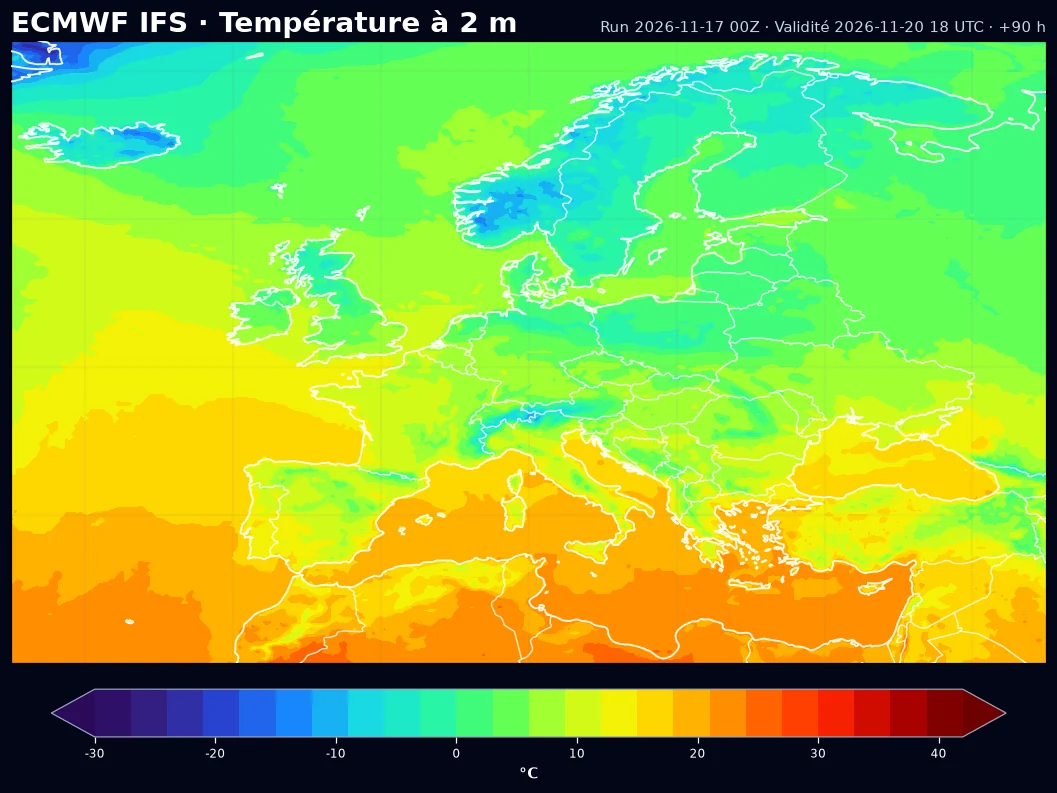 ECMWF IFS · Température à 2 m
Run 2026-11-17 00Z · Validité 2026-11-20 18 UTC · +90 h
-30 -20 -10 0 10 20 30 40
°C